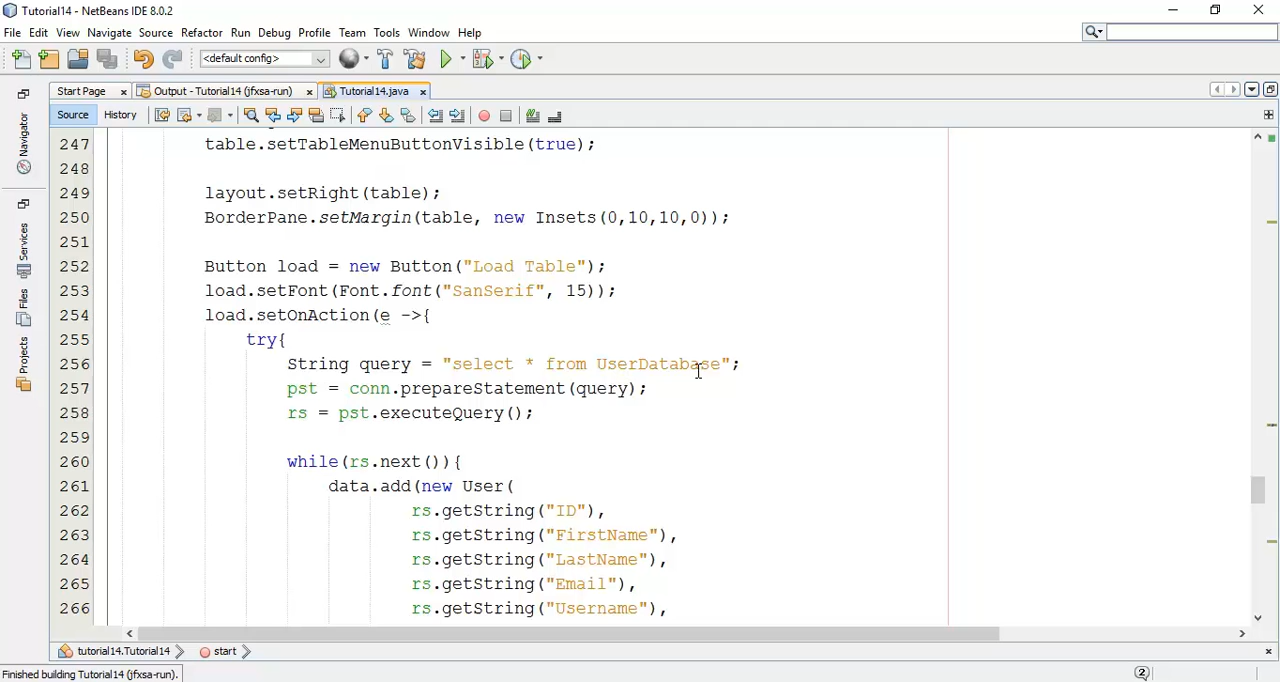 Tutorial14 - NetBeans IDE 8.0.2
File Edit View Navigate Source Refactor Run Debug Profile Team Tools Window Help
<default config>
Start Page Output - Tutorial14 (jfxsa-run) Tutorial14.java
Source History
Navigator
Services
Files
Projects
247 table.setTableMenuButtonVisible(true);
248
249 layout.setRight(table);
250 BorderPane.setMargin(table, new Insets(0,10,10,0));
251
252 Button load = new Button("Load Table");
253 load.setFont(Font.font("SanSerif", 15));
254 load.setOnAction(e ->{
255 try{
256 String query = "select * from UserDatabase";
257 pst = conn.prepareStatement(query);
258 rs = pst.executeQuery();
259
260 while(rs.next()){
261 data.add(new User(
262 rs.getString("ID"),
263 rs.getString("FirstName"),
264 rs.getString("LastName"),
265 rs.getString("Email"),
266 rs.getString("Username"),
tutorial14.Tutorial14 start
Finished building Tutorial14 (jfxsa-run). 2